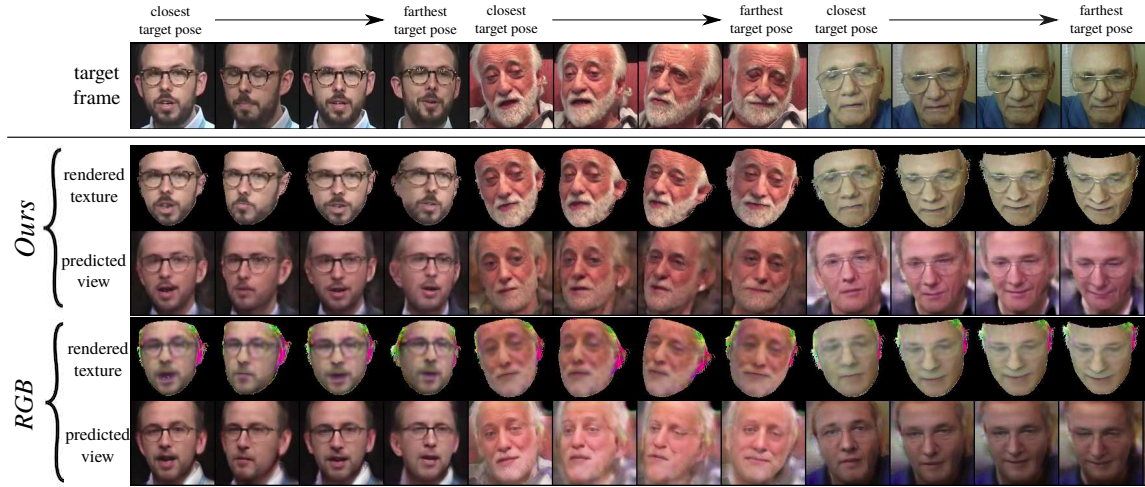 closest
target pose
farthest
target pose
closest
target pose
farthest
target pose
closest
target pose
farthest
target pose
target
frame
Ours
rendered
texture
predicted
view
RGB
rendered
texture
predicted
view